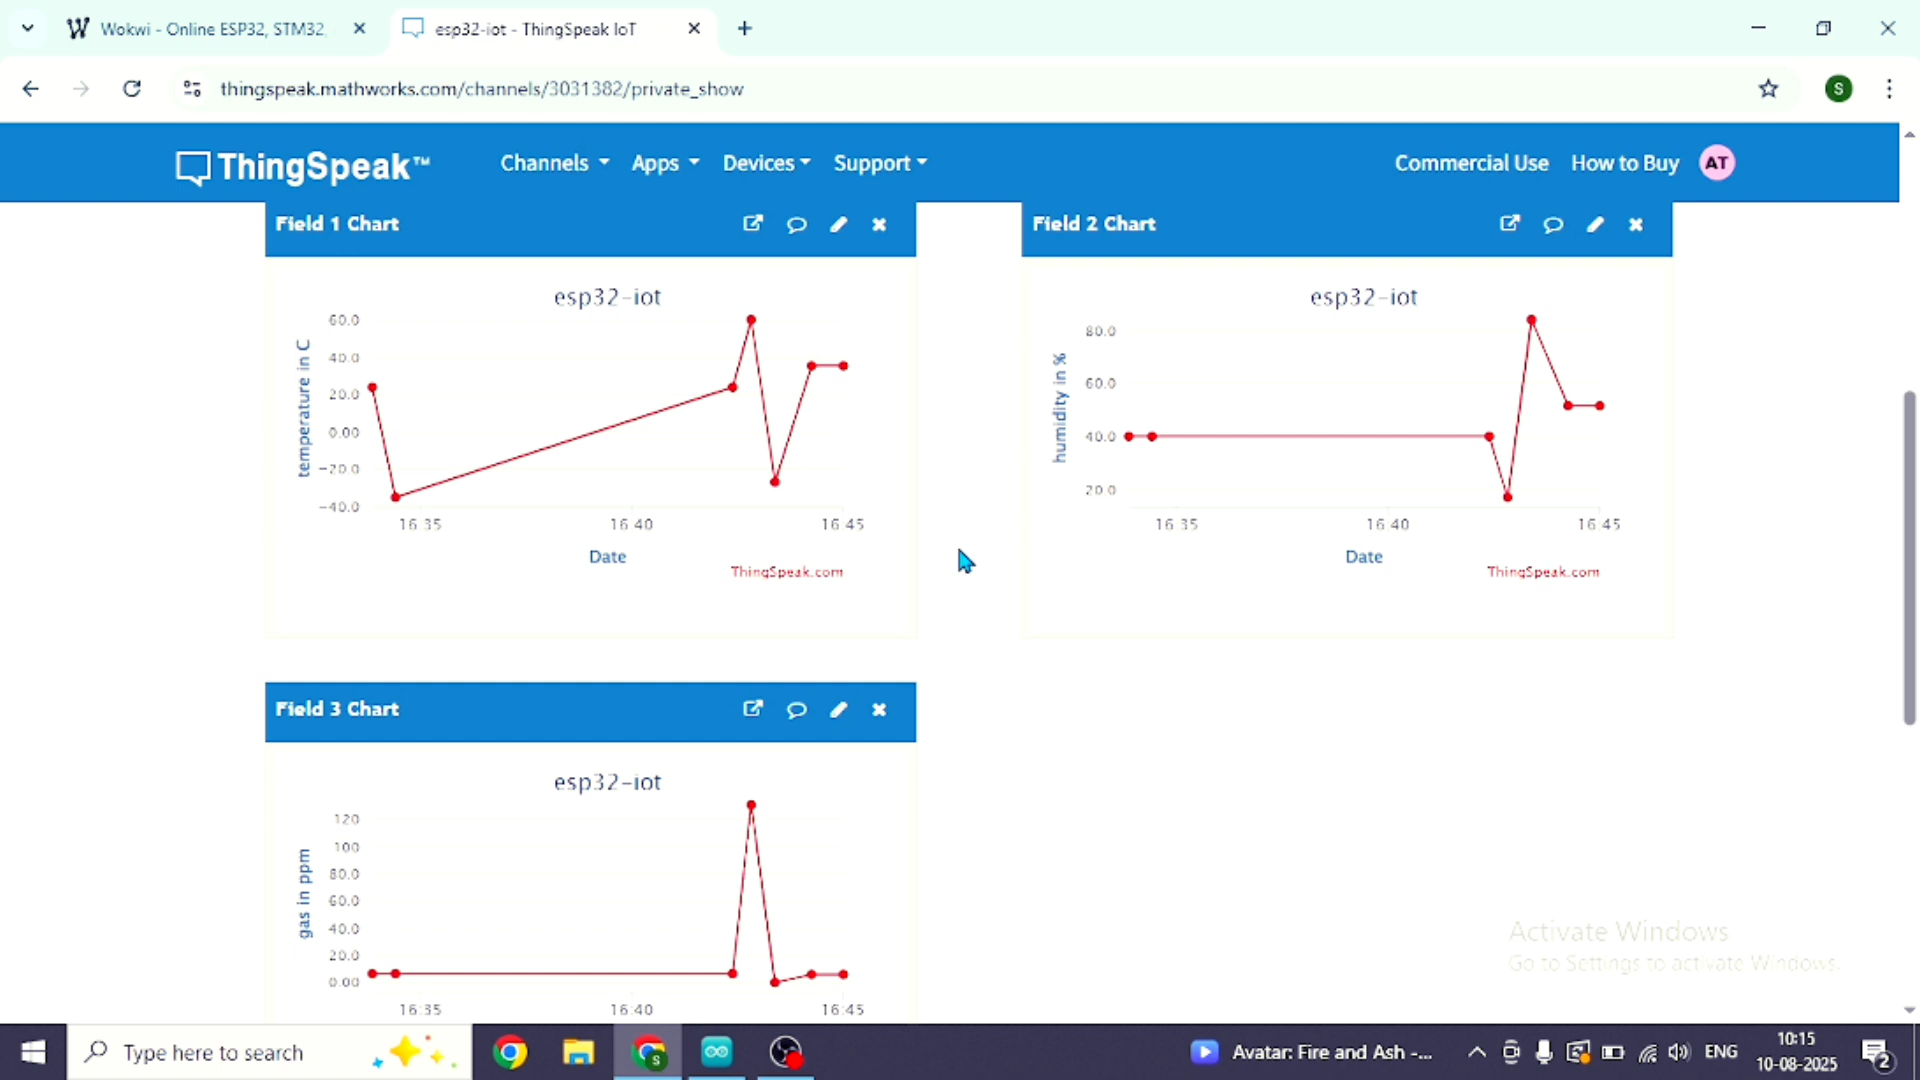 Wokwi - Online ESP32, STM32,
esp32-iot - ThingSpeak IoT
thingspeak.mathworks.com/channels/3031382/private_show
S
ThingSpeak™ Channels Apps Devices Support Commercial Use How to Buy AT
Field 1 Chart
esp32-iot
temperature in C
60.0
40.0
20.0
0.00
-20.0
-40.0
16:35 16:40 16:45
Date
ThingSpeak.com
Field 2 Chart
esp32-iot
humidity in %
80.0
60.0
40.0
20.0
16:35 16:40 16:45
Date
ThingSpeak.com
Field 3 Chart
esp32-iot
gas in ppm
120
100
80.0
60.0
40.0
20.0
0.00
16:35 16:40 16:45
Activate Windows
Go to Settings to activate Windows.
Type here to search
S
Avatar: Fire and Ash -...
ENG
10:15
10-08-2025
2